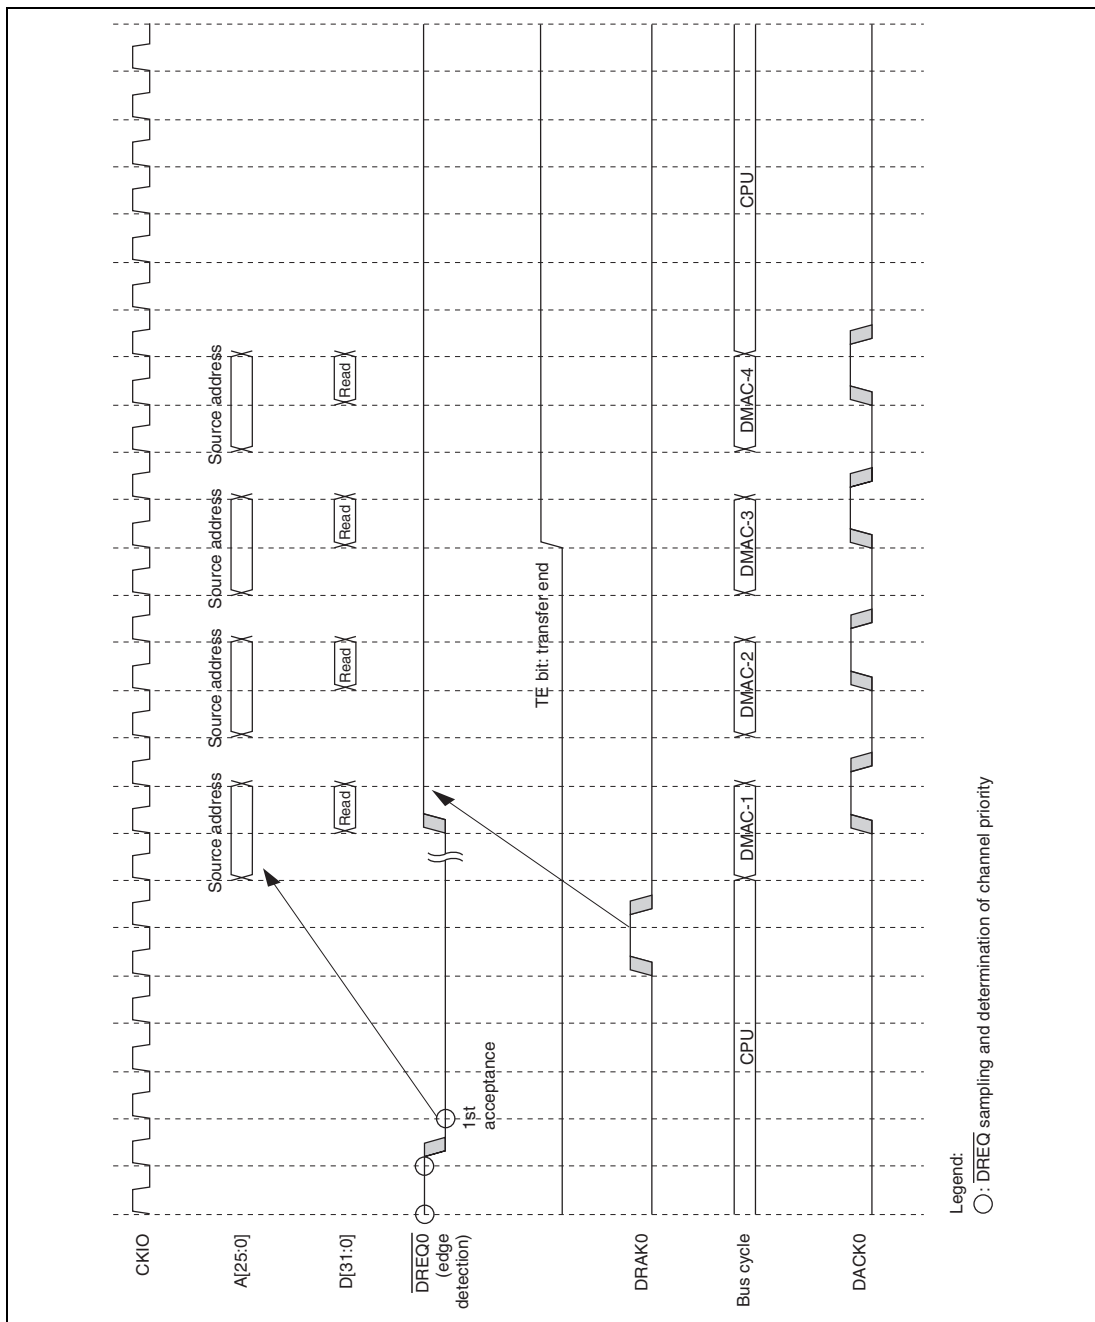 CKIO
A[25:0]
Source address
Source address
Source address
Source address
D[31:0]
Read
Read
Read
Read
DREQ0
(edge
detection)
1st
acceptance
TE bit: transfer end
DRAK0
Bus cycle
CPU
DMAC-1
DMAC-2
DMAC-3
DMAC-4
CPU
DACK0
Legend:
: DREQ sampling and determination of channel priority